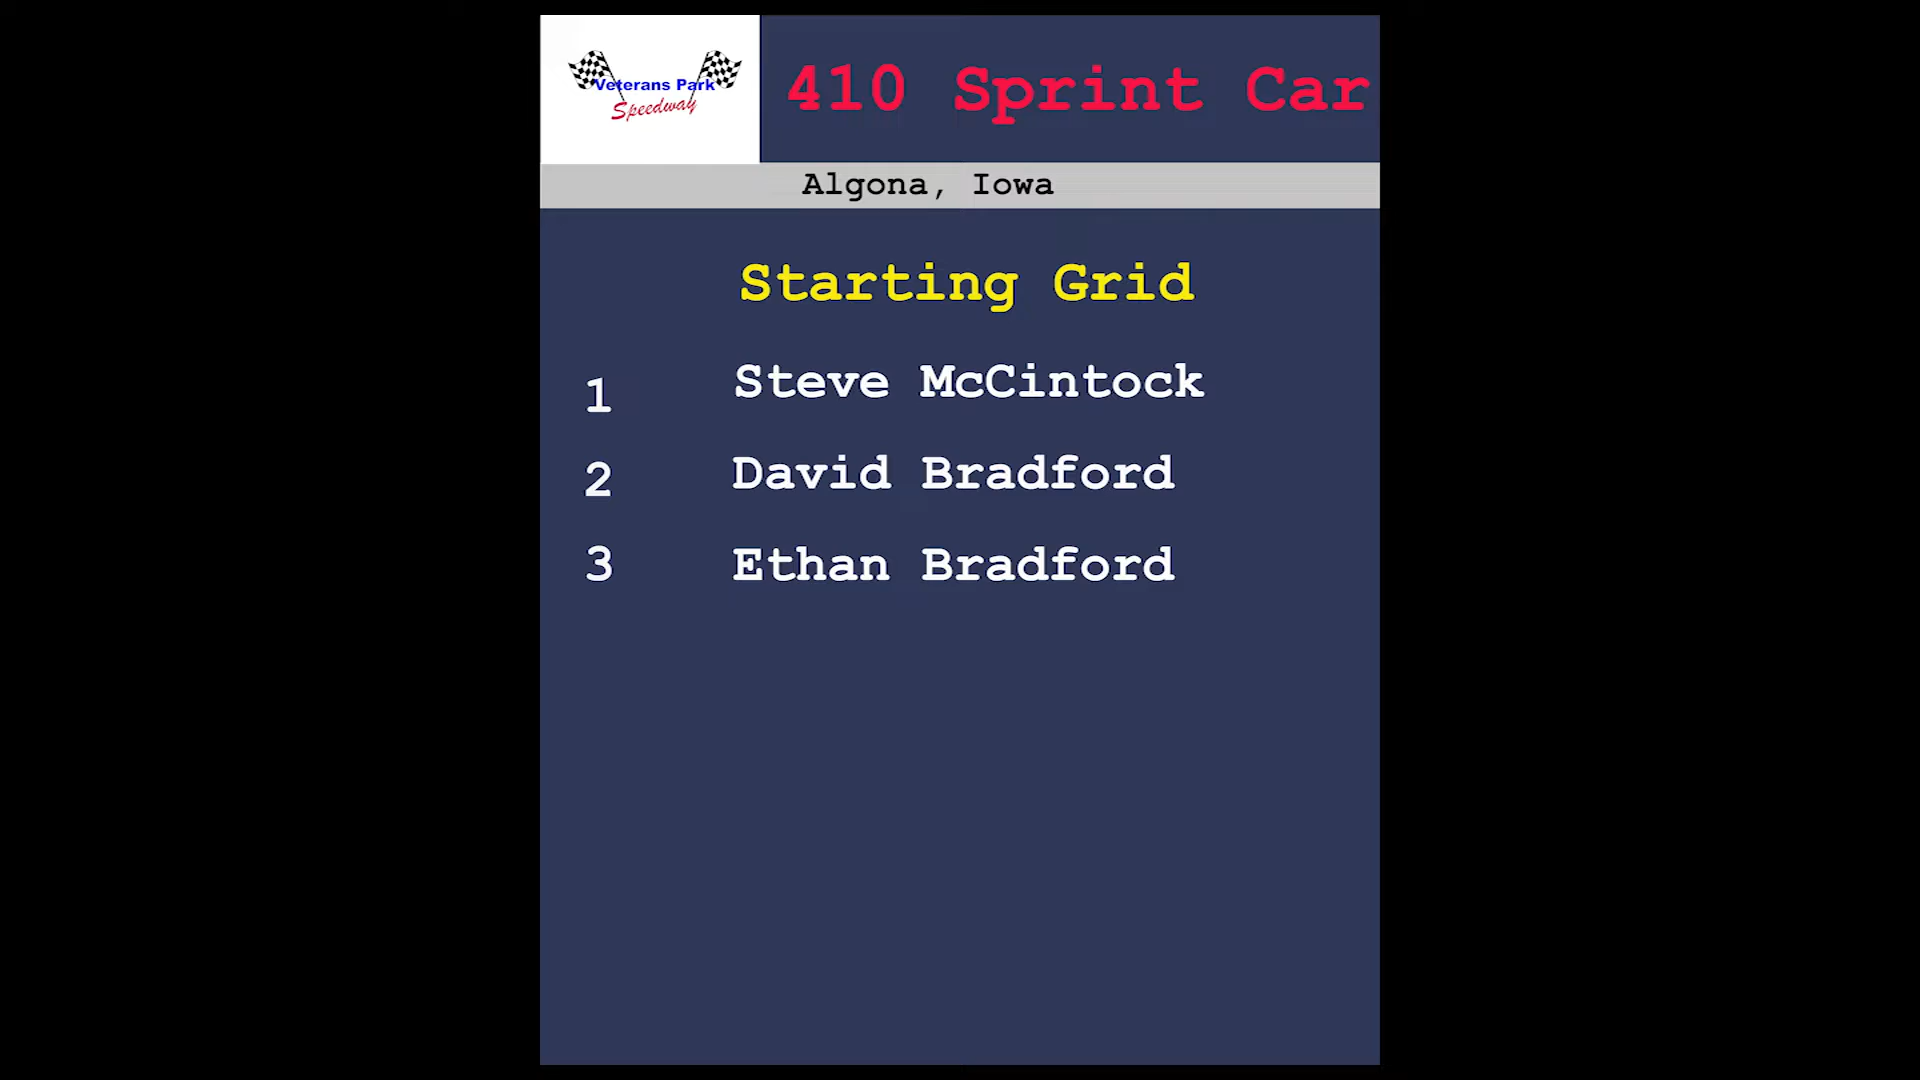 Veterans Park
Speedway
410 Sprint Car
Algona, Iowa
Starting Grid
1 Steve McCintock
2 David Bradford
3 Ethan Bradford